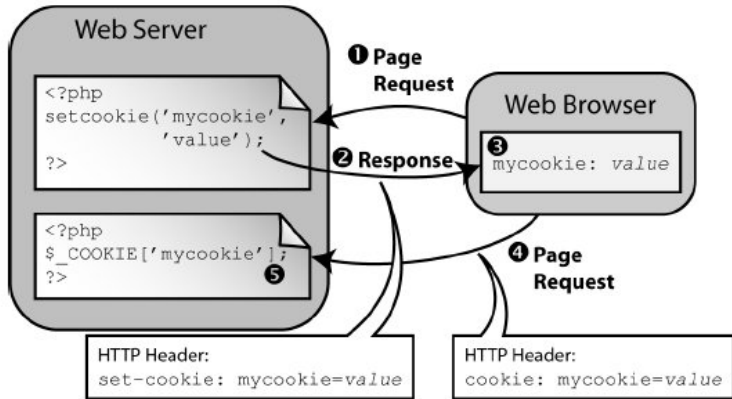 Web Server
<?php
setcookie('mycookie',
'value');
?>
❶ Page
Request
Web Browser
❷ Response
❸
mycookie: value
<?php
$_COOKIE['mycookie'];
?>
❺
❹ Page
Request
HTTP Header:
set-cookie: mycookie=value
HTTP Header:
cookie: mycookie=value